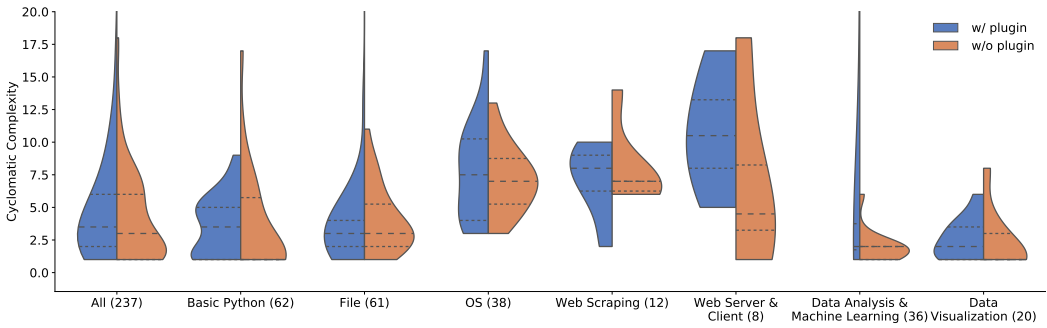 20.0
17.5
15.0
12.5
10.0
7.5
5.0
2.5
0.0
Cyclomatic Complexity
w/ plugin
w/o plugin
All (237)
Basic Python (62)
File (61)
OS (38)
Web Scraping (12)
Web Server &
Client (8)
Data Analysis &
Machine Learning (36)
Data
Visualization (20)